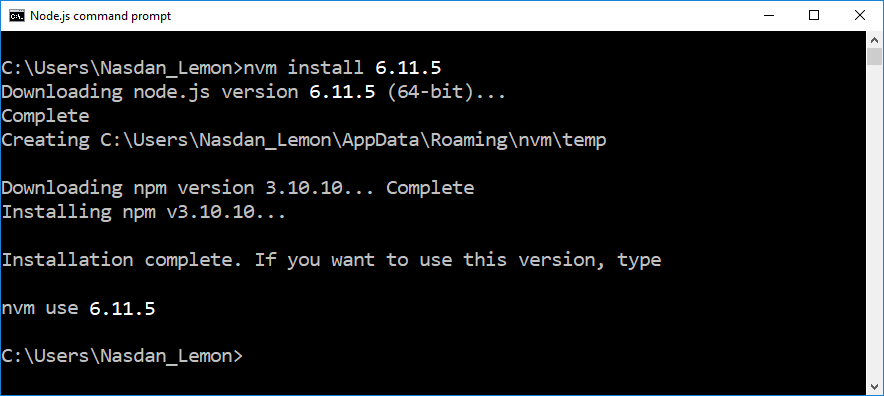 Node.js command prompt
C:\Users\Nasdan_Lemon>nvm install 6.11.5
Downloading node.js version 6.11.5 (64-bit)...
Complete
Creating C:\Users\Nasdan_Lemon\AppData\Roaming\nvm\temp
Downloading npm version 3.10.10... Complete
Installing npm v3.10.10...
Installation complete. If you want to use this version, type
nvm use 6.11.5
C:\Users\Nasdan_Lemon>